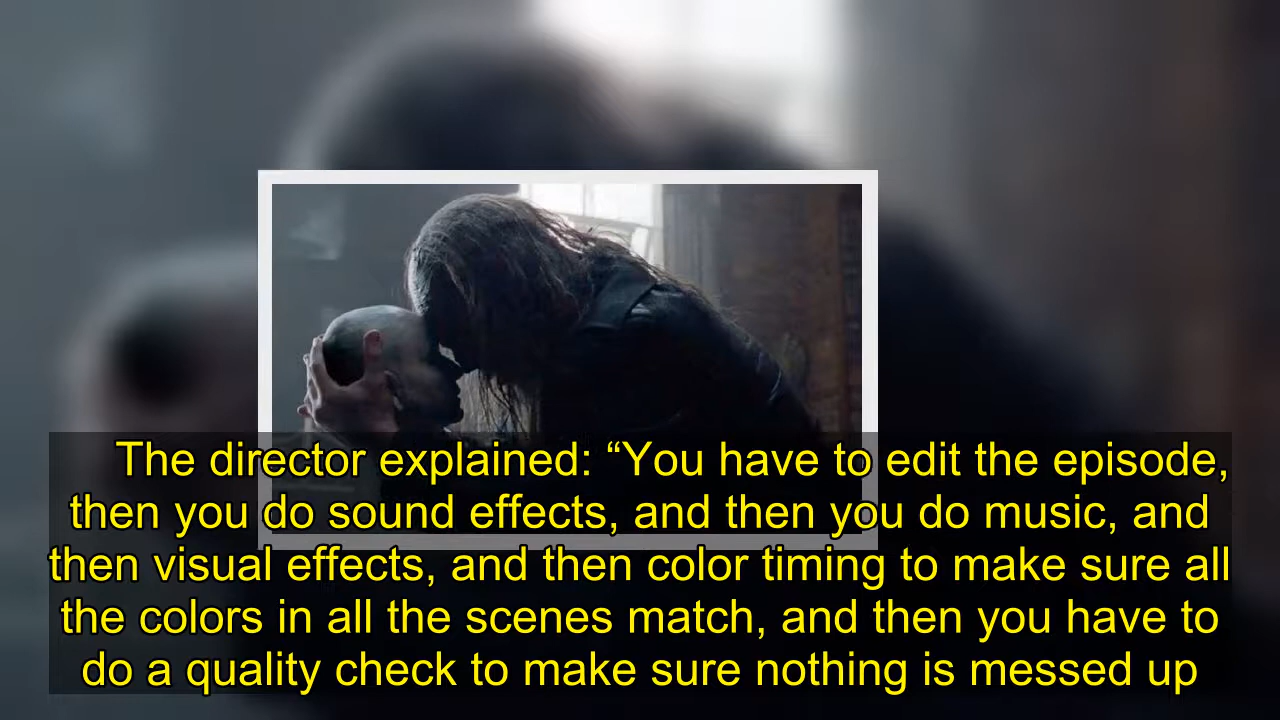 The director explained: “You have to edit the episode,
then you do sound effects, and then you do music, and
then visual effects, and then color timing to make sure all
the colors in all the scenes match, and then you have to
do a quality check to make sure nothing is messed up